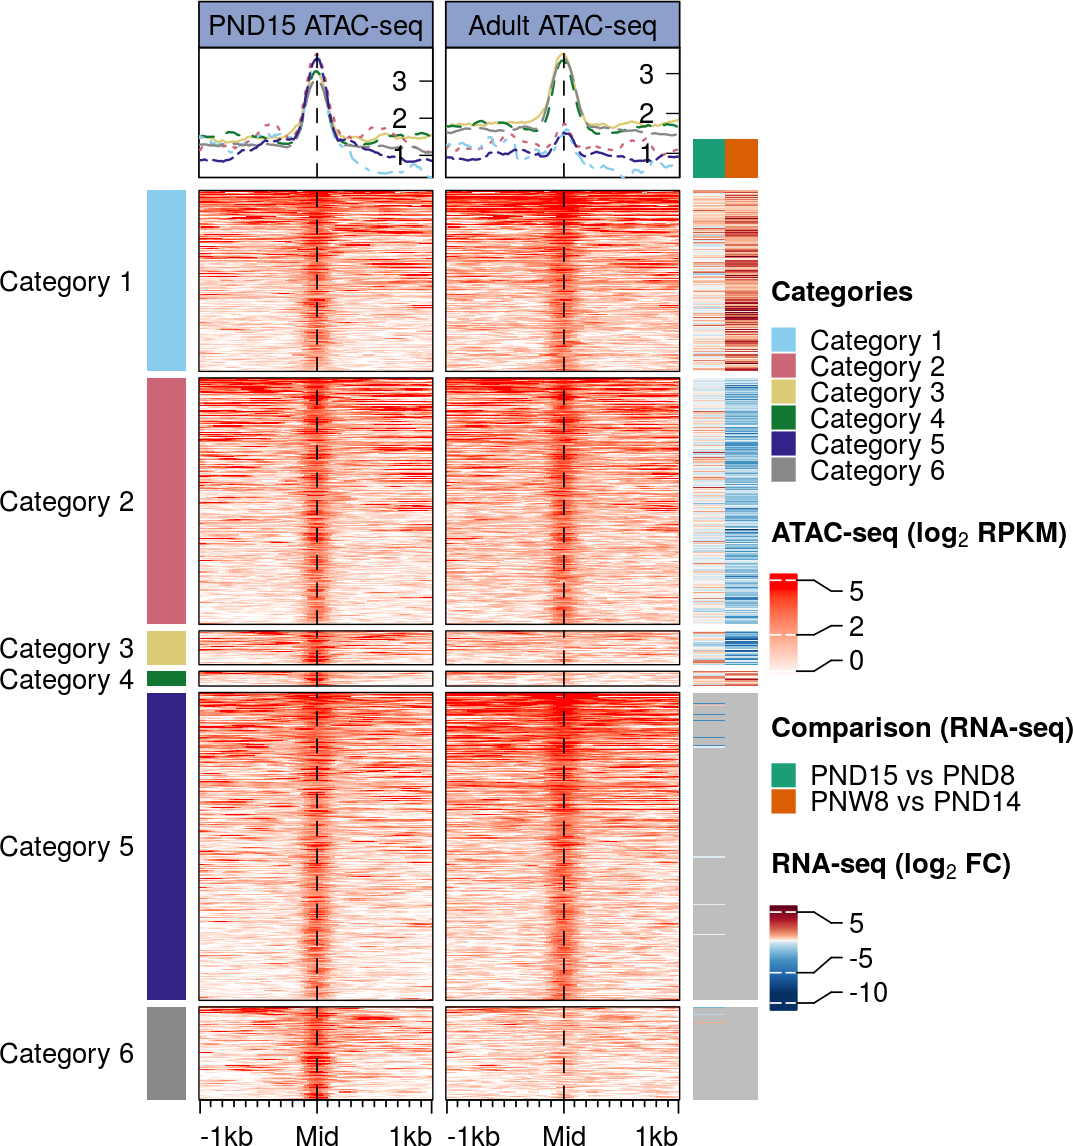 PND15 ATAC-seq
Adult ATAC-seq
3
2
1
3
2
1
Category 1
Category 2
Category 3
Category 4
Category 5
Category 6
-1kb Mid 1kb
-1kb Mid 1kb
Categories
Category 1
Category 2
Category 3
Category 4
Category 5
Category 6
ATAC-seq (log₂ RPKM)
5
2
0
Comparison (RNA-seq)
PND15 vs PND8
PNW8 vs PND14
RNA-seq (log₂ FC)
5
-5
-10